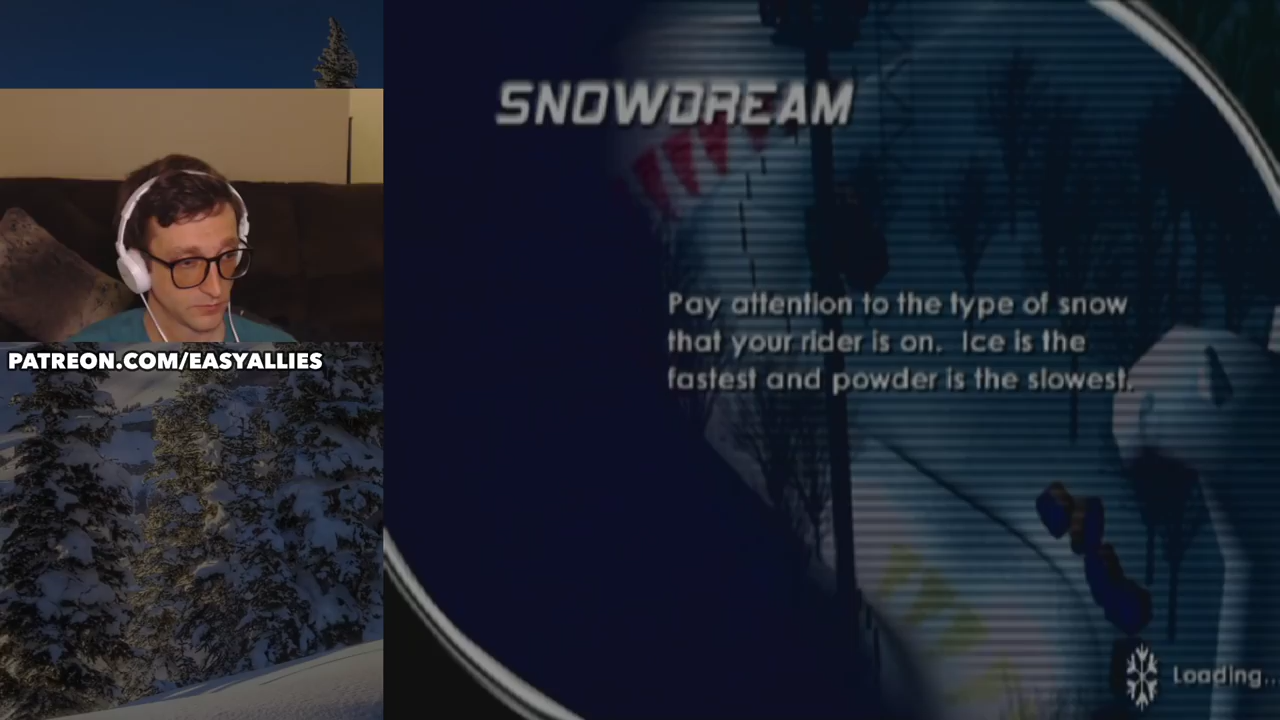 SNOWDREAM
Pay attention to the type of snow
that your rider is on. Ice is the
fastest and powder is the slowest.
PATREON.COM/EASYALLIES
Loading...